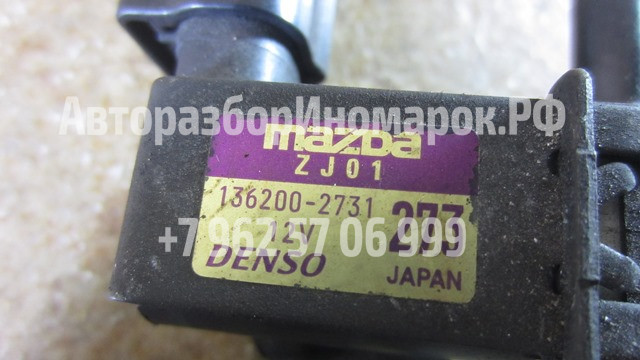 АвторазборИномарок.РФ
mazda
ZJ01
136200-2731
273
12V
+7 962 57 06 999
DENSO
JAPAN